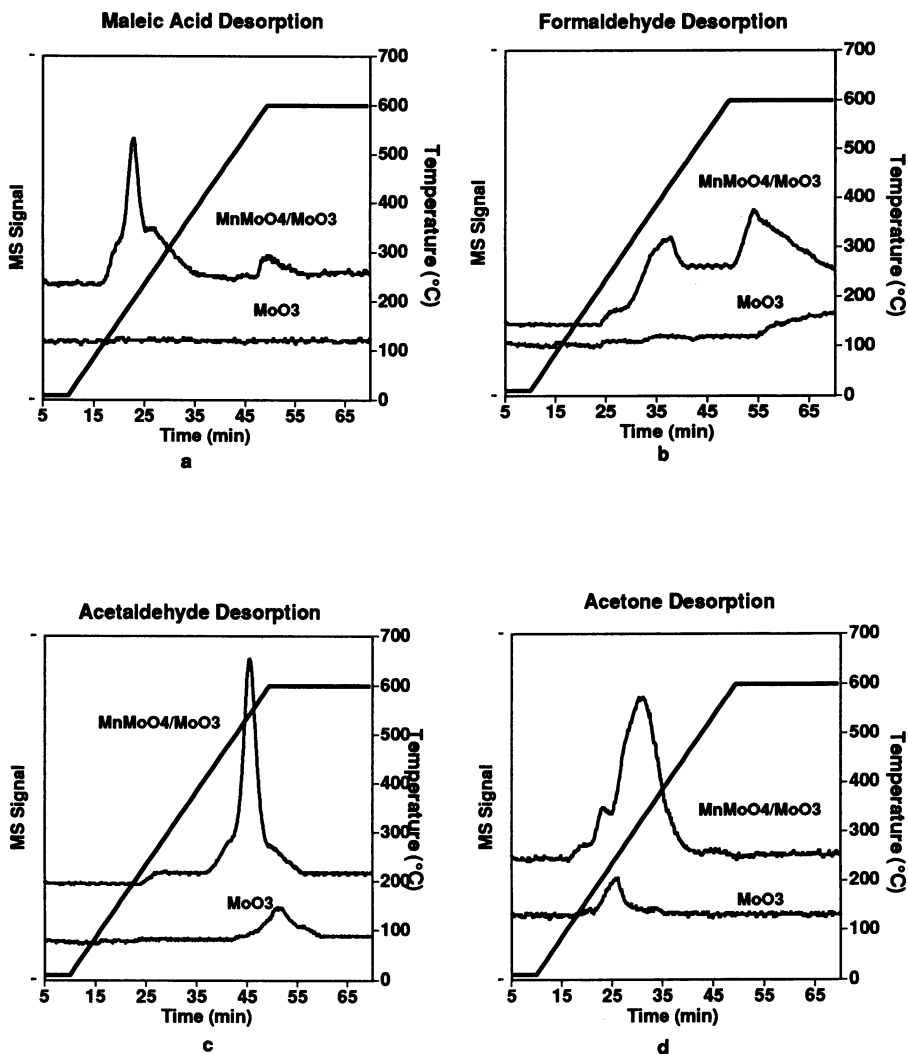 Maleic Acid Desorption
MS Signal
-
-
700
600
500
400
300
200
100
0
Temperature (°C)
MnMoO4/MoO3
MoO3
5 15 25 35 45 55 65
Time (min)
a
Formaldehyde Desorption
MS Signal
-
-
700
600
500
400
300
200
100
0
Temperature (°C)
MnMoO4/MoO3
MoO3
5 15 25 35 45 55 65
Time (min)
b
Acetaldehyde Desorption
MS Signal
-
-
700
600
500
400
300
200
100
0
Temperature (°C)
MnMoO4/MoO3
MoO3
5 15 25 35 45 55 65
Time (min)
c
Acetone Desorption
MS Signal
-
-
700
600
500
400
300
200
100
0
Temperature (°C)
MnMoO4/MoO3
MoO3
5 15 25 35 45 55 65
Time (min)
d